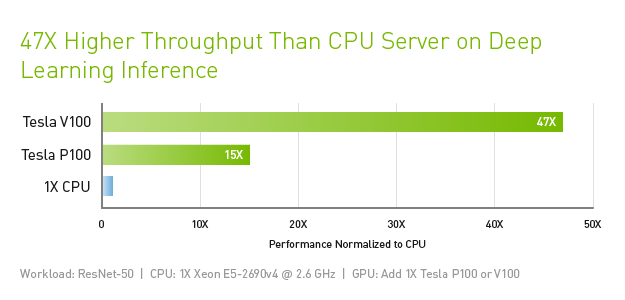 47X Higher Throughput Than CPU Server on Deep
Learning Inference
Tesla V100
47X
Tesla P100
15X
1X CPU
0
10X
20X
30X
40X
50X
Performance Normalized to CPU
Workload: ResNet-50 | CPU: 1X Xeon E5-2690v4 @ 2.6 GHz | GPU: Add 1X Tesla P100 or V100